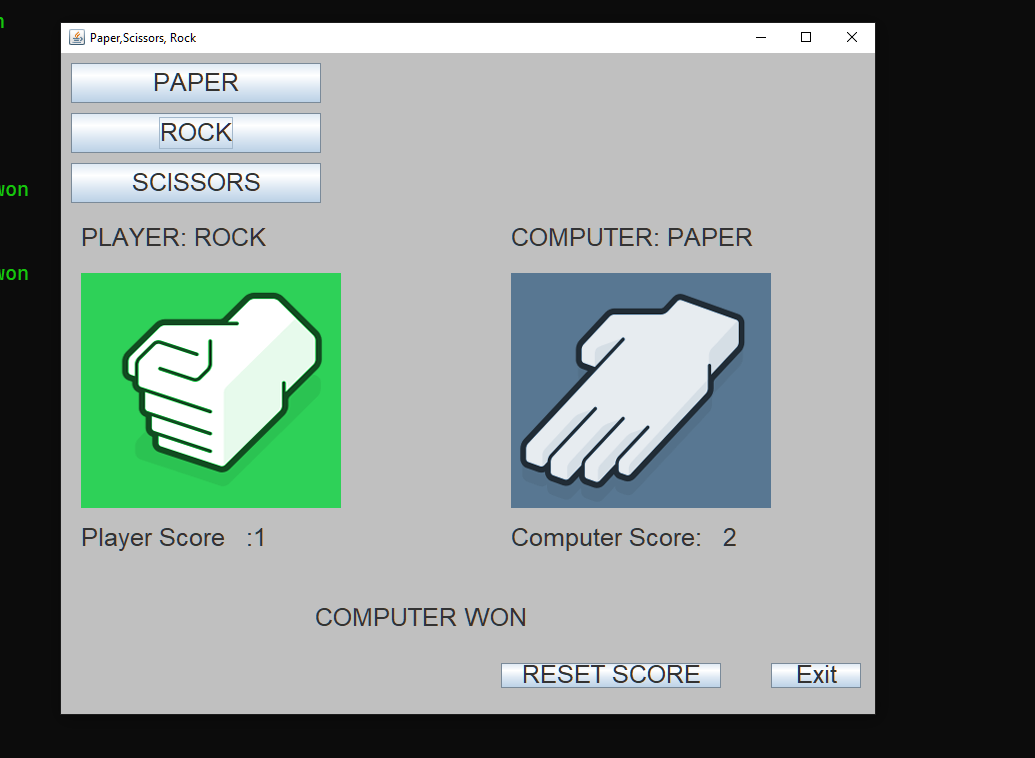 Paper,Scissors, Rock
PAPER
ROCK
won
SCISSORS
PLAYER: ROCK
COMPUTER: PAPER
won
Player Score :1
Computer Score: 2
COMPUTER WON
RESET SCORE
Exit